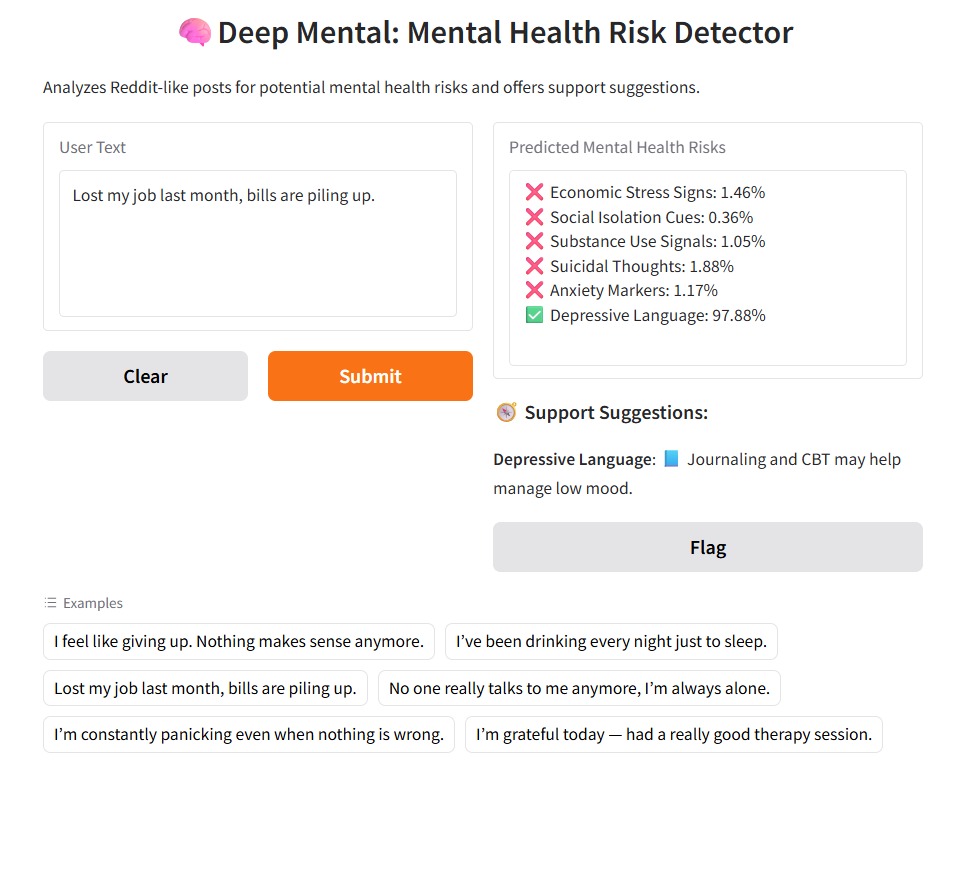 🧠 Deep Mental: Mental Health Risk Detector
Analyzes Reddit-like posts for potential mental health risks and offers support suggestions.
User Text
Lost my job last month, bills are piling up.
Clear
Submit
Predicted Mental Health Risks
❌ Economic Stress Signs: 1.46%
❌ Social Isolation Cues: 0.36%
❌ Substance Use Signals: 1.05%
❌ Suicidal Thoughts: 1.88%
❌ Anxiety Markers: 1.17%
✅ Depressive Language: 97.88%
🧭 Support Suggestions:
Depressive Language: 📘 Journaling and CBT may help
manage low mood.
Flag
Examples
I feel like giving up. Nothing makes sense anymore.
I’ve been drinking every night just to sleep.
Lost my job last month, bills are piling up.
No one really talks to me anymore, I’m always alone.
I’m constantly panicking even when nothing is wrong.
I’m grateful today — had a really good therapy session.